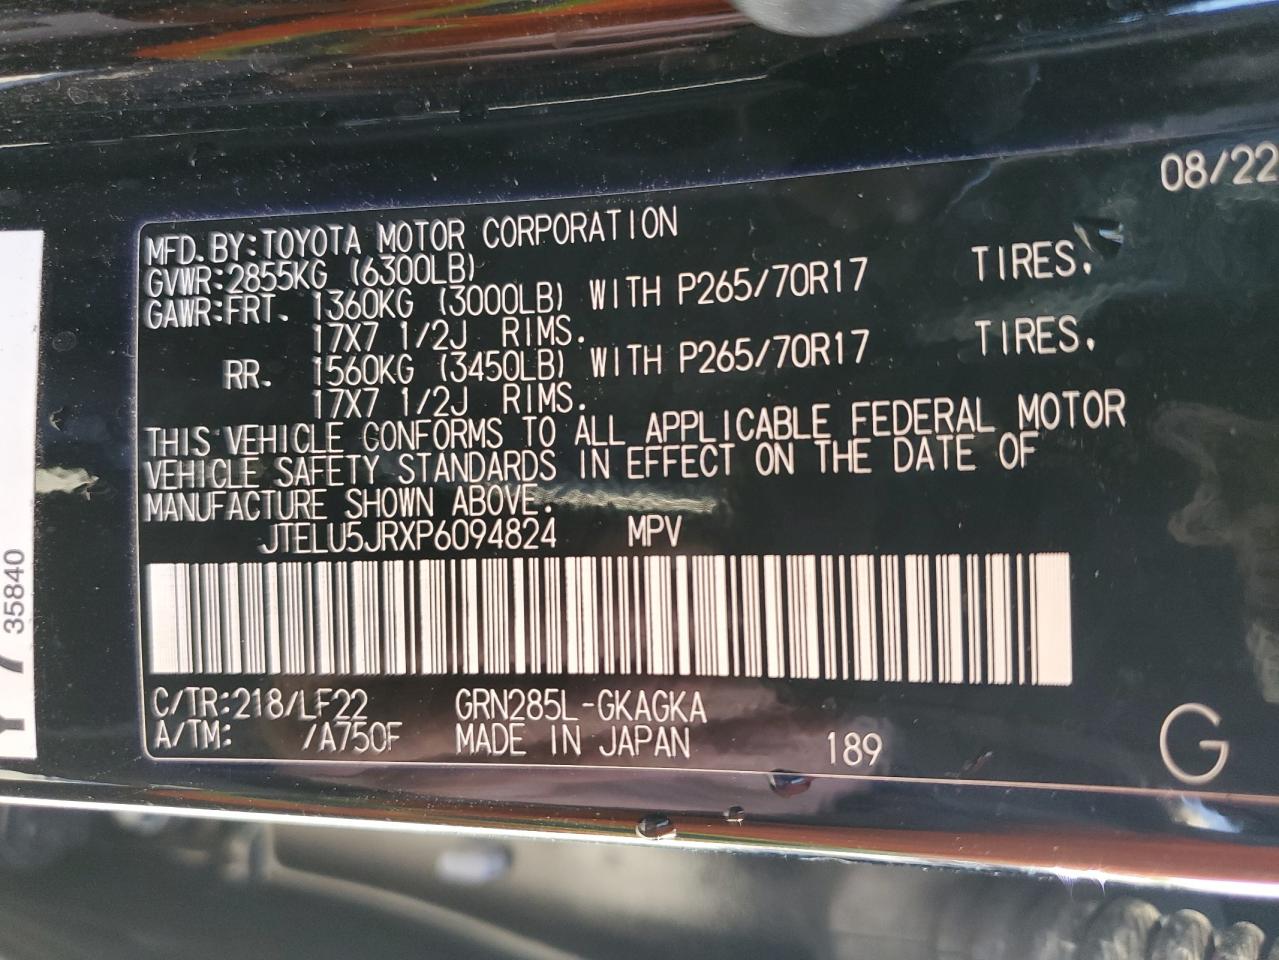 08/22
MFD.BY:TOYOTA MOTOR CORPORATION
GVWR:2855KG (6300LB)
GAWR:FRT. 1360KG (3000LB) WITH P265/70R17 TIRES.
17X7 1/2J RIMS.
RR. 1560KG (3450LB) WITH P265/70R17 TIRES.
17X7 1/2J RIMS.
THIS VEHICLE CONFORMS TO ALL APPLICABLE FEDERAL MOTOR
VEHICLE SAFETY STANDARDS IN EFFECT ON THE DATE OF
MANUFACTURE SHOWN ABOVE.
JTELU5JRXP6094824 MPV
C/TR:218/LF22 GRN285L-GKAGKA
A/TM: /A750F MADE IN JAPAN 189
G
35840